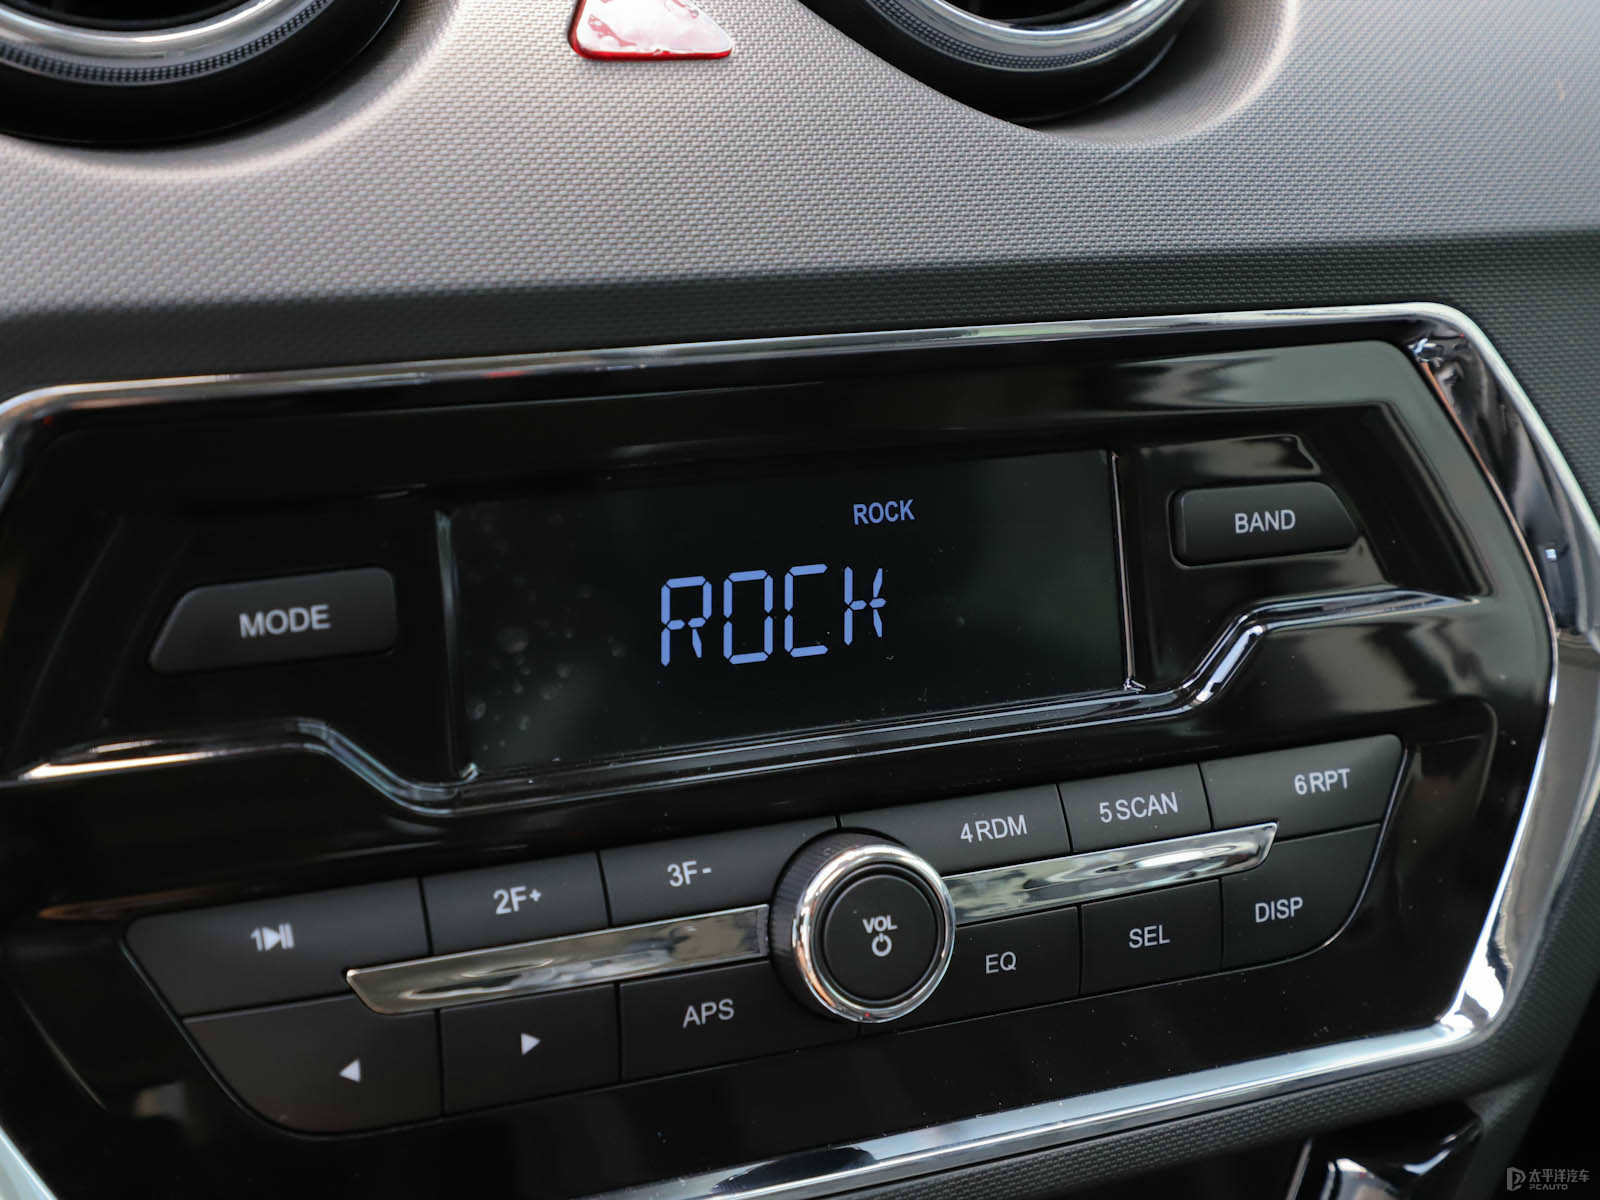 ROCK
ROCK
MODE
BAND
1
2F+
3F-
4RDM
5SCAN
6RPT
VOL
APS
EQ
SEL
DISP
太平洋汽车
PCAUTO